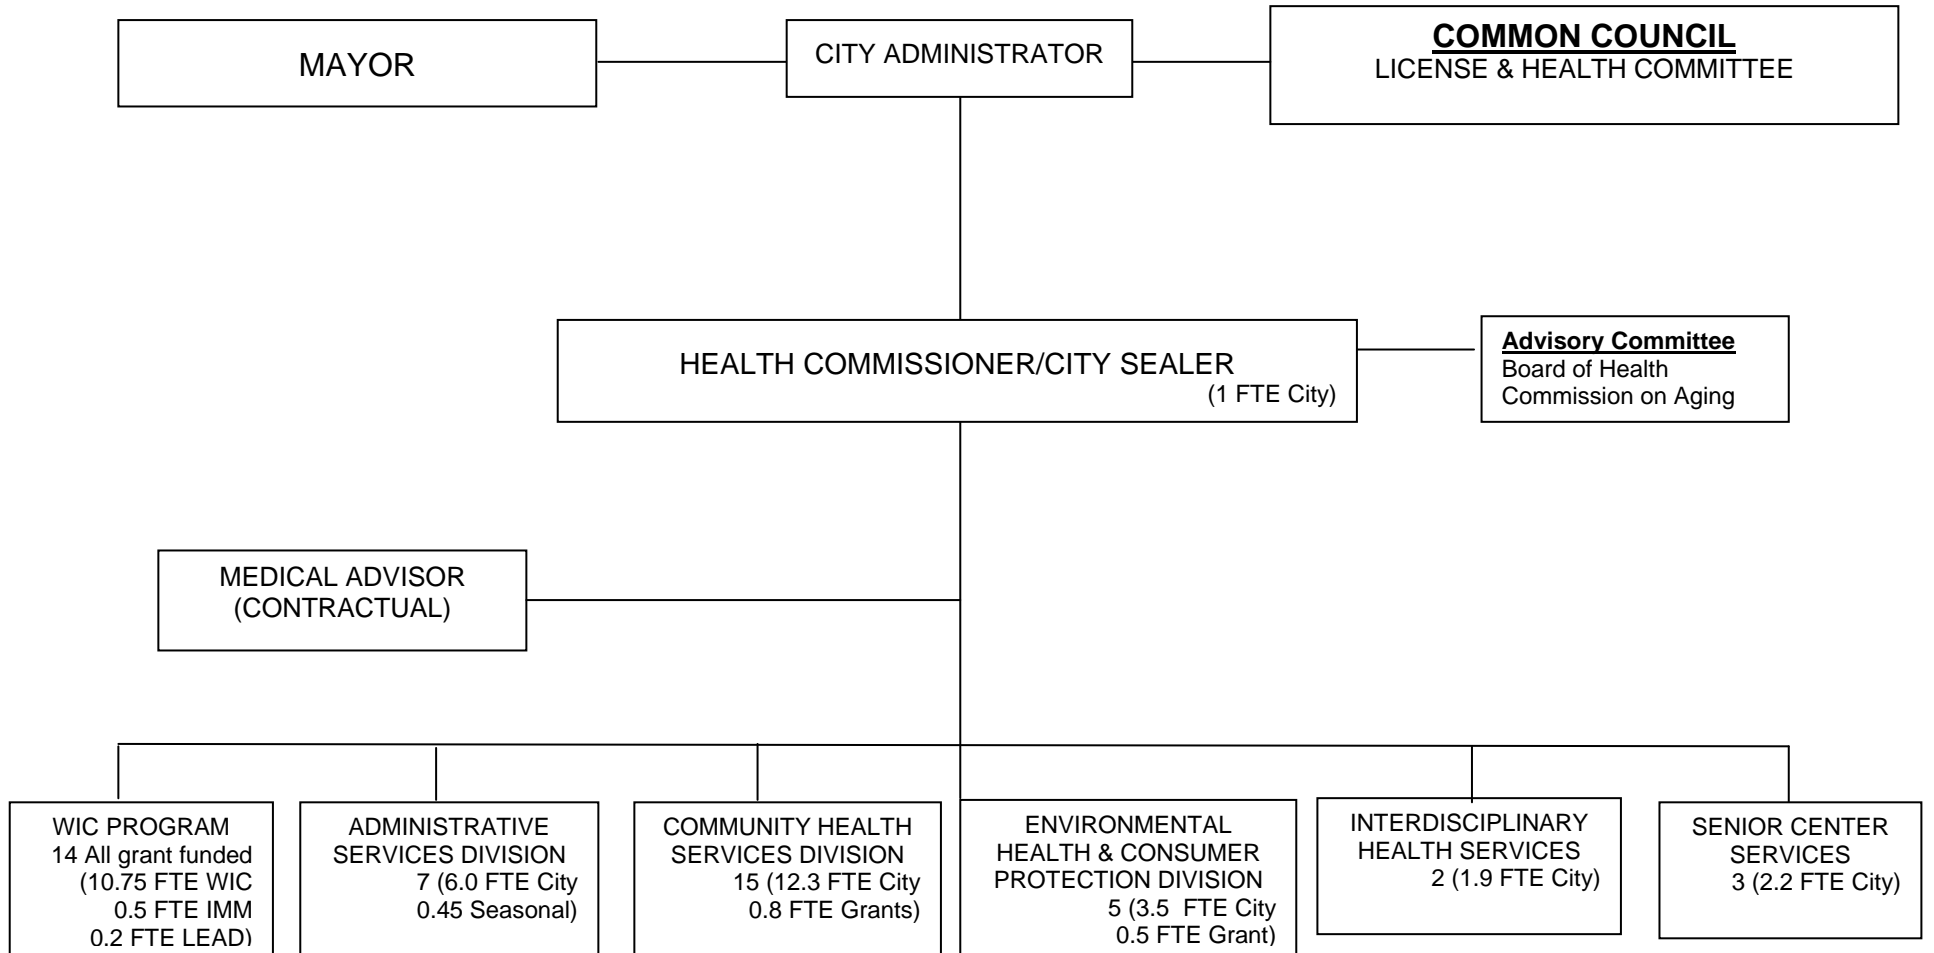 MAYOR
CITY ADMINISTRATOR
COMMON COUNCIL
LICENSE & HEALTH COMMITTEE
HEALTH COMMISSIONER/CITY SEALER
(1 FTE City)
Advisory Committee
Board of Health
Commission on Aging
MEDICAL ADVISOR
(CONTRACTUAL)
WIC PROGRAM
14 All grant funded
(10.75 FTE WIC
0.5 FTE IMM
0.2 FTE LEAD)
ADMINISTRATIVE
SERVICES DIVISION
7 (6.0 FTE City
0.45 Seasonal)
COMMUNITY HEALTH
SERVICES DIVISION
15 (12.3 FTE City
0.8 FTE Grants)
ENVIRONMENTAL
HEALTH & CONSUMER
PROTECTION DIVISION
5 (3.5 FTE City
0.5 FTE Grant)
INTERDISCIPLINARY
HEALTH SERVICES
2 (1.9 FTE City)
SENIOR CENTER
SERVICES
3 (2.2 FTE City)